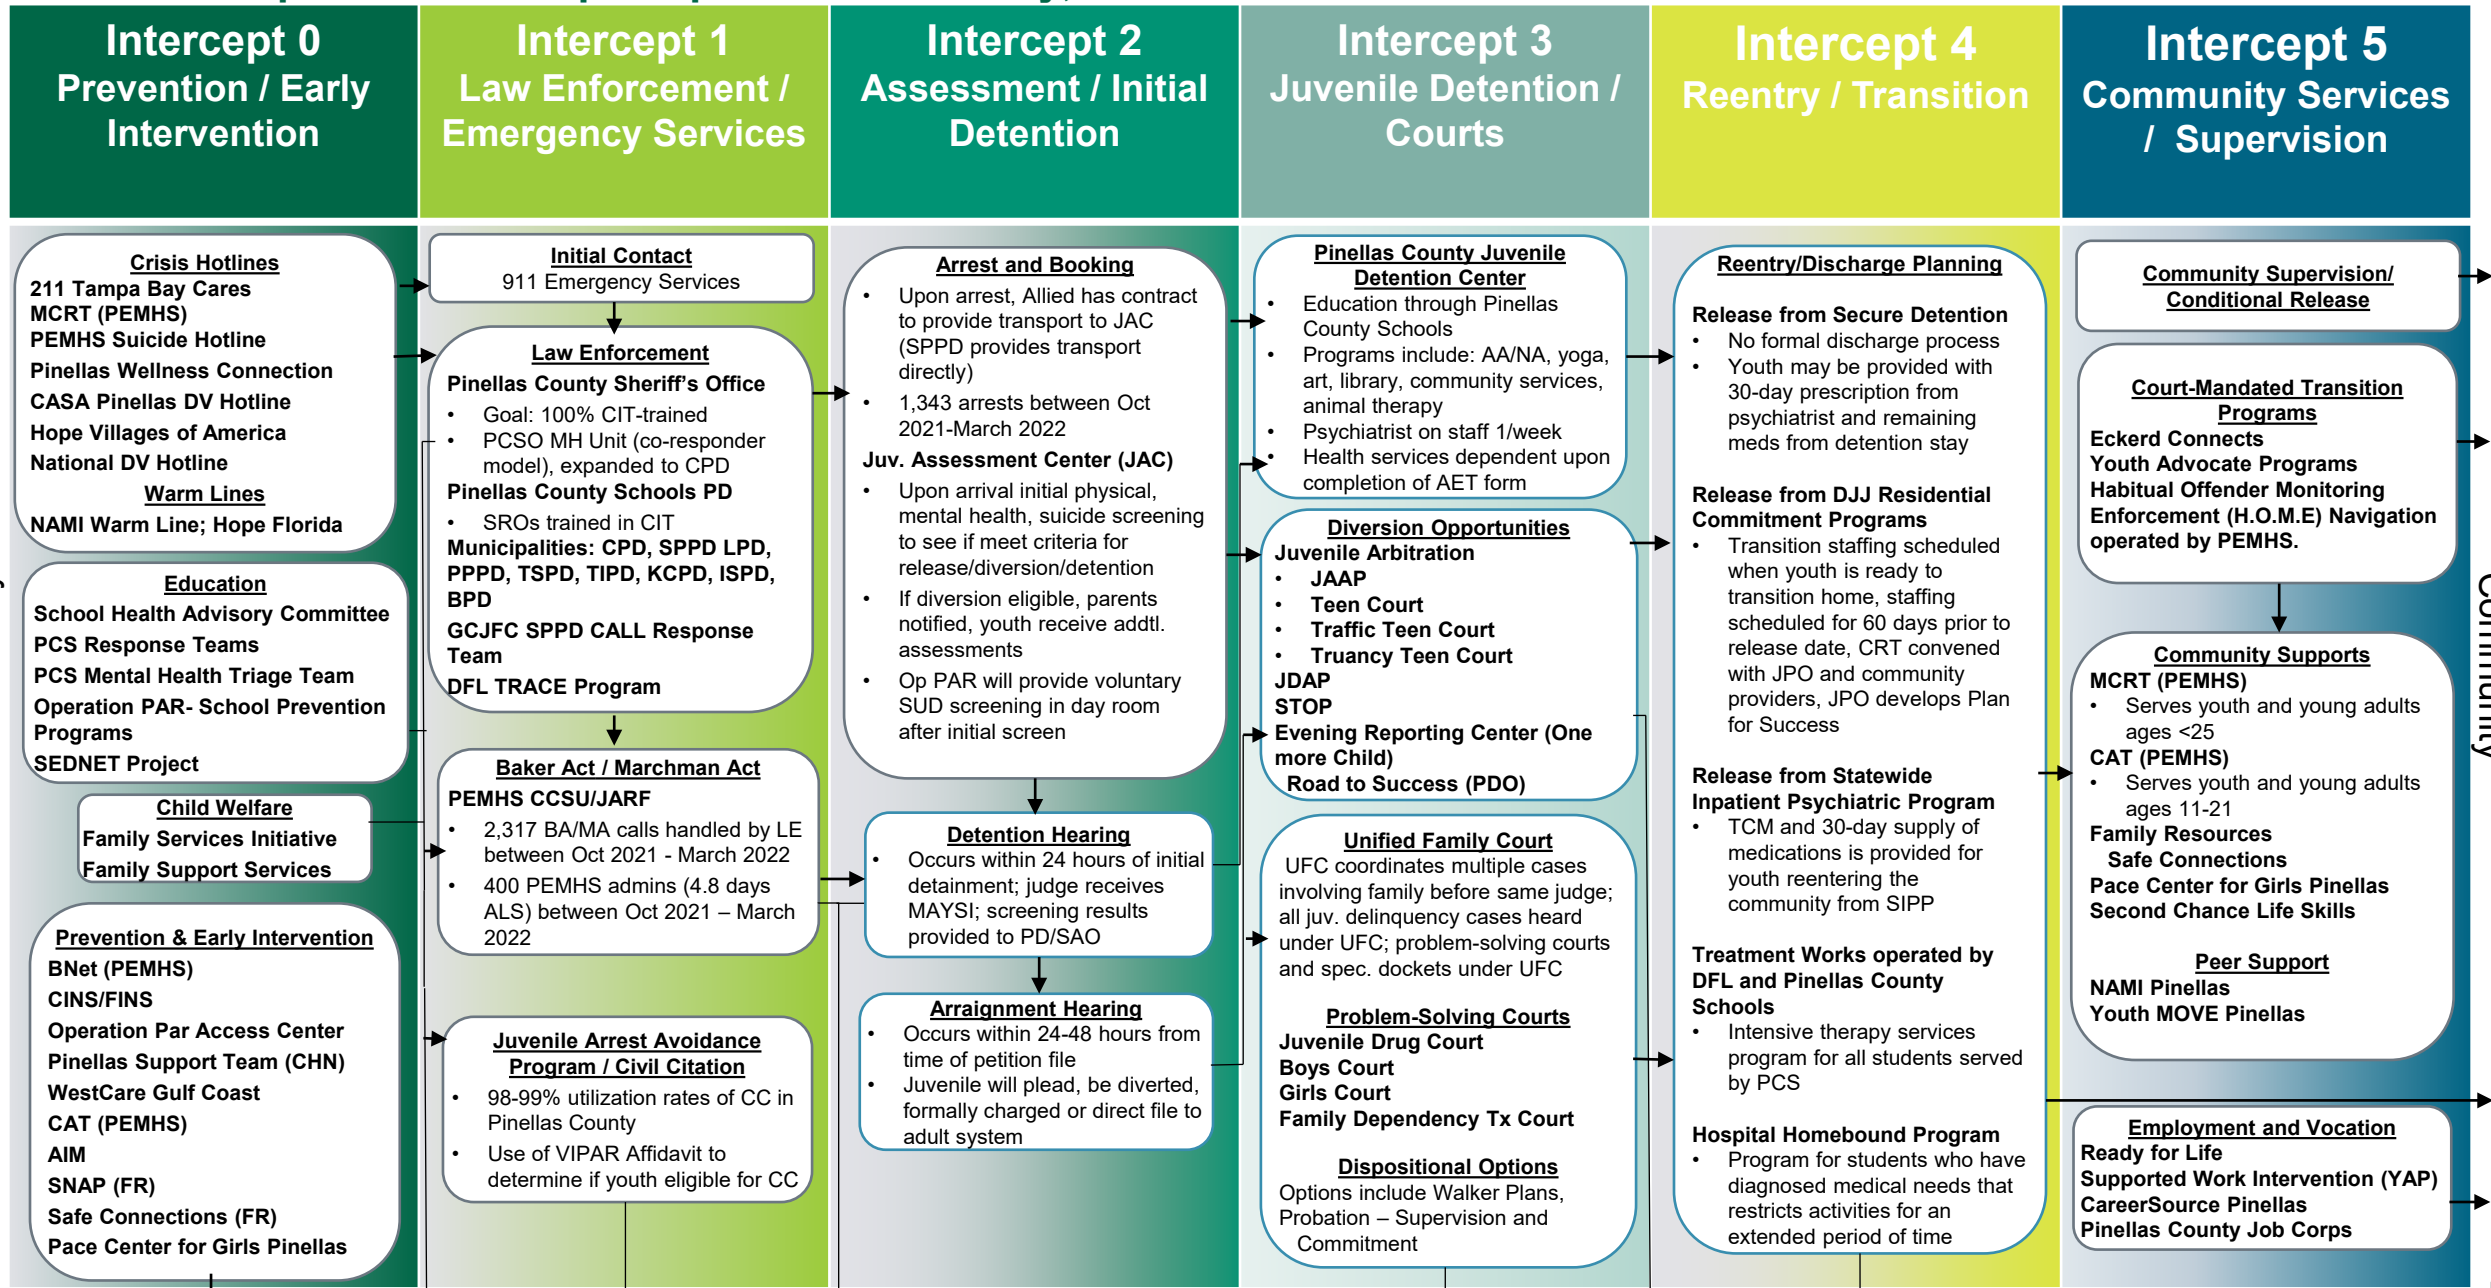 Intercept 0
Prevention / Early
Intervention
Intercept 1
Law Enforcement /
Emergency Services
Intercept 2
Assessment / Initial
Detention
Intercept 3
Juvenile Detention /
Courts
Intercept 4
Reentry / Transition
Intercept 5
Community Services
/ Supervision
Crisis Hotlines
211 Tampa Bay Cares
MCRT (PEMHS)
PEMHS Suicide Hotline
Pinellas Wellness Connection
CASA Pinellas DV Hotline
Hope Villages of America
National DV Hotline
Warm Lines
NAMI Warm Line; Hope Florida
Education
School Health Advisory Committee
PCS Response Teams
PCS Mental Health Triage Team
Operation PAR- School Prevention
Programs
SEDNET Project
Child Welfare
Family Services Initiative
Family Support Services
Prevention & Early Intervention
BNet (PEMHS)
CINS/FINS
Operation Par Access Center
Pinellas Support Team (CHN)
WestCare Gulf Coast
CAT (PEMHS)
AIM
SNAP (FR)
Safe Connections (FR)
Pace Center for Girls Pinellas
Initial Contact
911 Emergency Services
Law Enforcement
Pinellas County Sheriff's Office
• Goal: 100% CIT-trained
• PCSO MH Unit (co-responder
model), expanded to CPD
Pinellas County Schools PD
• SROs trained in CIT
Municipalities: CPD, SPPD LPD,
PPPD, TSPD, TIPD, KCPD, ISPD,
BPD
GCJFC SPPD CALL Response
Team
DFL TRACE Program
Baker Act / Marchman Act
PEMHS CCSU/JARF
• 2,317 BA/MA calls handled by LE
between Oct 2021 - March 2022
• 400 PEMHS admins (4.8 days
ALS) between Oct 2021 – March
2022
Juvenile Arrest Avoidance
Program / Civil Citation
• 98-99% utilization rates of CC in
Pinellas County
• Use of VIPAR Affidavit to
determine if youth eligible for CC
Arrest and Booking
• Upon arrest, Allied has contract
to provide transport to JAC
(SPPD provides transport
directly)
• 1,343 arrests between Oct
2021-March 2022
Juv. Assessment Center (JAC)
• Upon arrival initial physical,
mental health, suicide screening
to see if meet criteria for
release/diversion/detention
• If diversion eligible, parents
notified, youth receive addtl.
assessments
• Op PAR will provide voluntary
SUD screening in day room
after initial screen
Detention Hearing
• Occurs within 24 hours of initial
detainment; judge receives
MAYSI; screening results
provided to PD/SAO
Arraignment Hearing
• Occurs within 24-48 hours from
time of petition file
• Juvenile will plead, be diverted,
formally charged or direct file to
adult system
Pinellas County Juvenile
Detention Center
• Education through Pinellas
County Schools
• Programs include: AA/NA, yoga,
art, library, community services,
animal therapy
• Psychiatrist on staff 1/week
• Health services dependent upon
completion of AET form
Diversion Opportunities
Juvenile Arbitration
• JAAP
• Teen Court
• Traffic Teen Court
• Truancy Teen Court
JDAP
STOP
Evening Reporting Center (One
more Child)
Road to Success (PDO)
Unified Family Court
UFC coordinates multiple cases
involving family before same judge;
all juv. delinquency cases heard
under UFC; problem-solving courts
and spec. dockets under UFC
Problem-Solving Courts
Juvenile Drug Court
Boys Court
Girls Court
Family Dependency Tx Court
Dispositional Options
Options include Walker Plans,
Probation – Supervision and
Commitment
Reentry/Discharge Planning
Release from Secure Detention
• No formal discharge process
• Youth may be provided with
30-day prescription from
psychiatrist and remaining
meds from detention stay
Release from DJJ Residential
Commitment Programs
• Transition staffing scheduled
when youth is ready to
transition home, staffing
scheduled for 60 days prior to
release date, CRT convened
with JPO and community
providers, JPO develops Plan
for Success
Release from Statewide
Inpatient Psychiatric Program
• TCM and 30-day supply of
medications is provided for
youth reentering the
community from SIPP
Treatment Works operated by
DFL and Pinellas County
Schools
• Intensive therapy services
program for all students served
by PCS
Hospital Homebound Program
• Program for students who have
diagnosed medical needs that
restricts activities for an
extended period of time
Community Supervision/
Conditional Release
Court-Mandated Transition
Programs
Eckerd Connects
Youth Advocate Programs
Habitual Offender Monitoring
Enforcement (H.O.M.E) Navigation
operated by PEMHS.
Community Supports
MCRT (PEMHS)
• Serves youth and young adults
ages <25
CAT (PEMHS)
• Serves youth and young adults
ages 11-21
Family Resources
Safe Connections
Pace Center for Girls Pinellas
Second Chance Life Skills
Peer Support
NAMI Pinellas
Youth MOVE Pinellas
Employment and Vocation
Ready for Life
Supported Work Intervention (YAP)
CareerSource Pinellas
Pinellas County Job Corps
Community